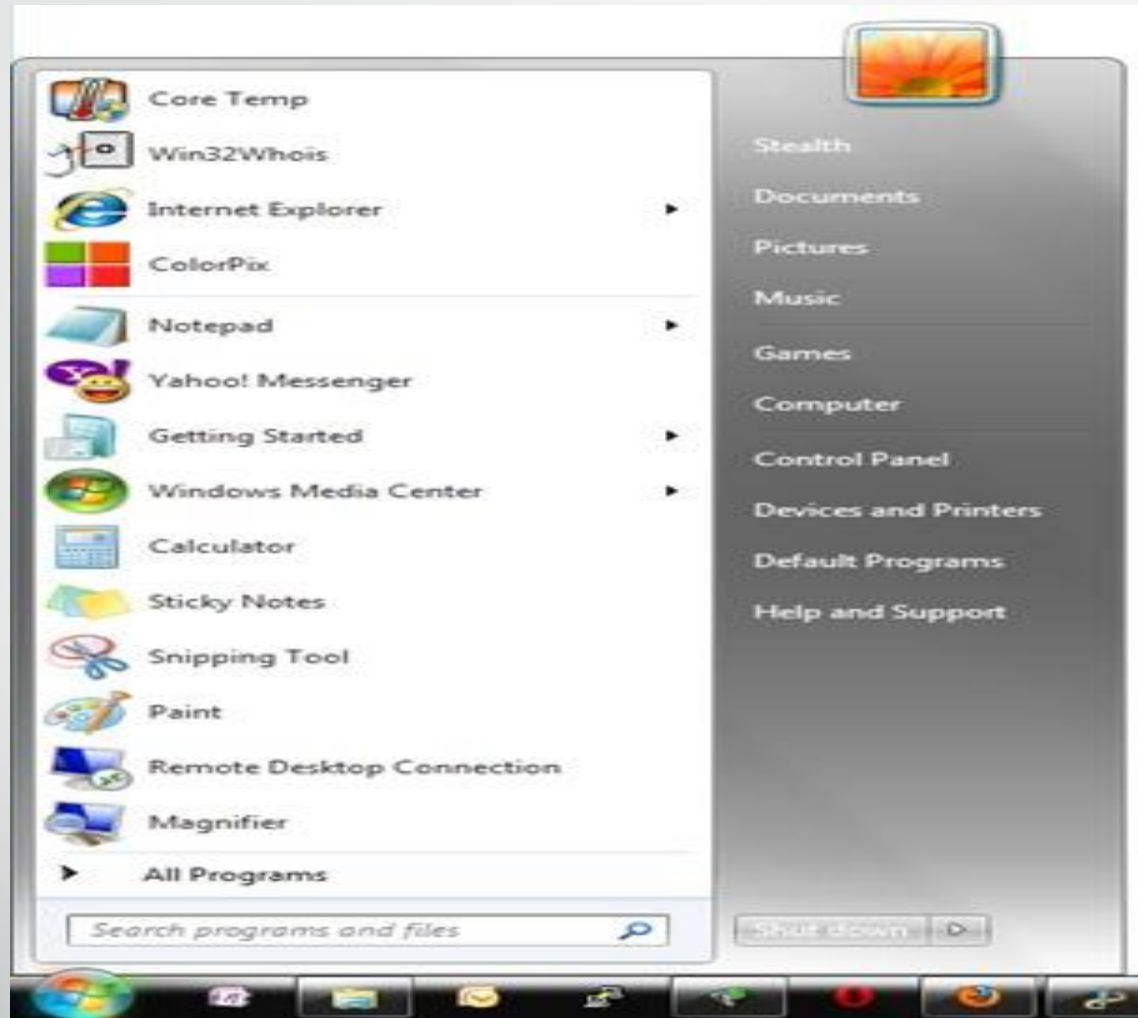 Core Temp
Win32Whois
Internet Explorer
ColorPix
Notepad
Yahoo! Messenger
Getting Started
Windows Media Center
Calculator
Sticky Notes
Snipping Tool
Paint
Remote Desktop Connection
Magnifier
All Programs
Search programs and files
Stealth
Documents
Pictures
Music
Games
Computer
Control Panel
Devices and Printers
Default Programs
Help and Support
Shut down